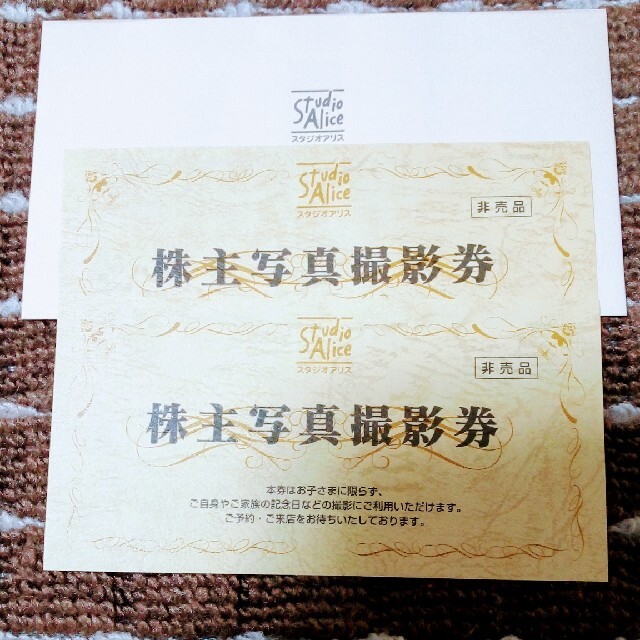 Studio
Alice
スタジオアリス
Studio
Alice
スタジオアリス
非売品
株主写真撮影券
Studio
Alice
スタジオアリス
非売品
株主写真撮影券
本券はお子さまに限らず、
ご自身やご家族の記念日などの撮影にご利用いただけます。
ご予約・ご来店をお待ちいたしております。